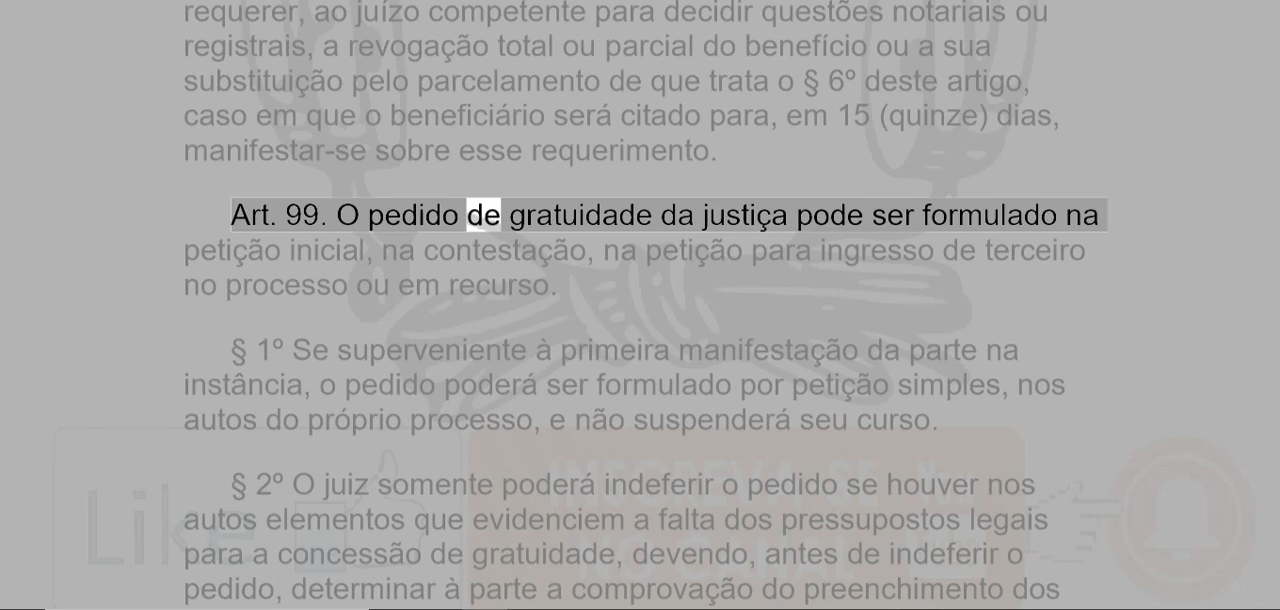 requerer, ao juízo competente para decidir questões notariais ou
registrais, a revogação total ou parcial do benefício ou a sua
substituição pelo parcelamento de que trata o § 6º deste artigo,
caso em que o beneficiário será citado para, em 15 (quinze) dias,
manifestar-se sobre esse requerimento.
Art. 99. O pedido de gratuidade da justiça pode ser formulado na
petição inicial, na contestação, na petição para ingresso de terceiro
no processo ou em recurso.
§ 1º Se superveniente à primeira manifestação da parte na
instância, o pedido poderá ser formulado por petição simples, nos
autos do próprio processo, e não suspenderá seu curso.
§ 2º O juiz somente poderá indeferir o pedido se houver nos
autos elementos que evidenciem a falta dos pressupostos legais
para a concessão de gratuidade, devendo, antes de indeferir o
pedido, determinar à parte a comprovação do preenchimento dos
Like
INSCREVA-SE
NO CANAL